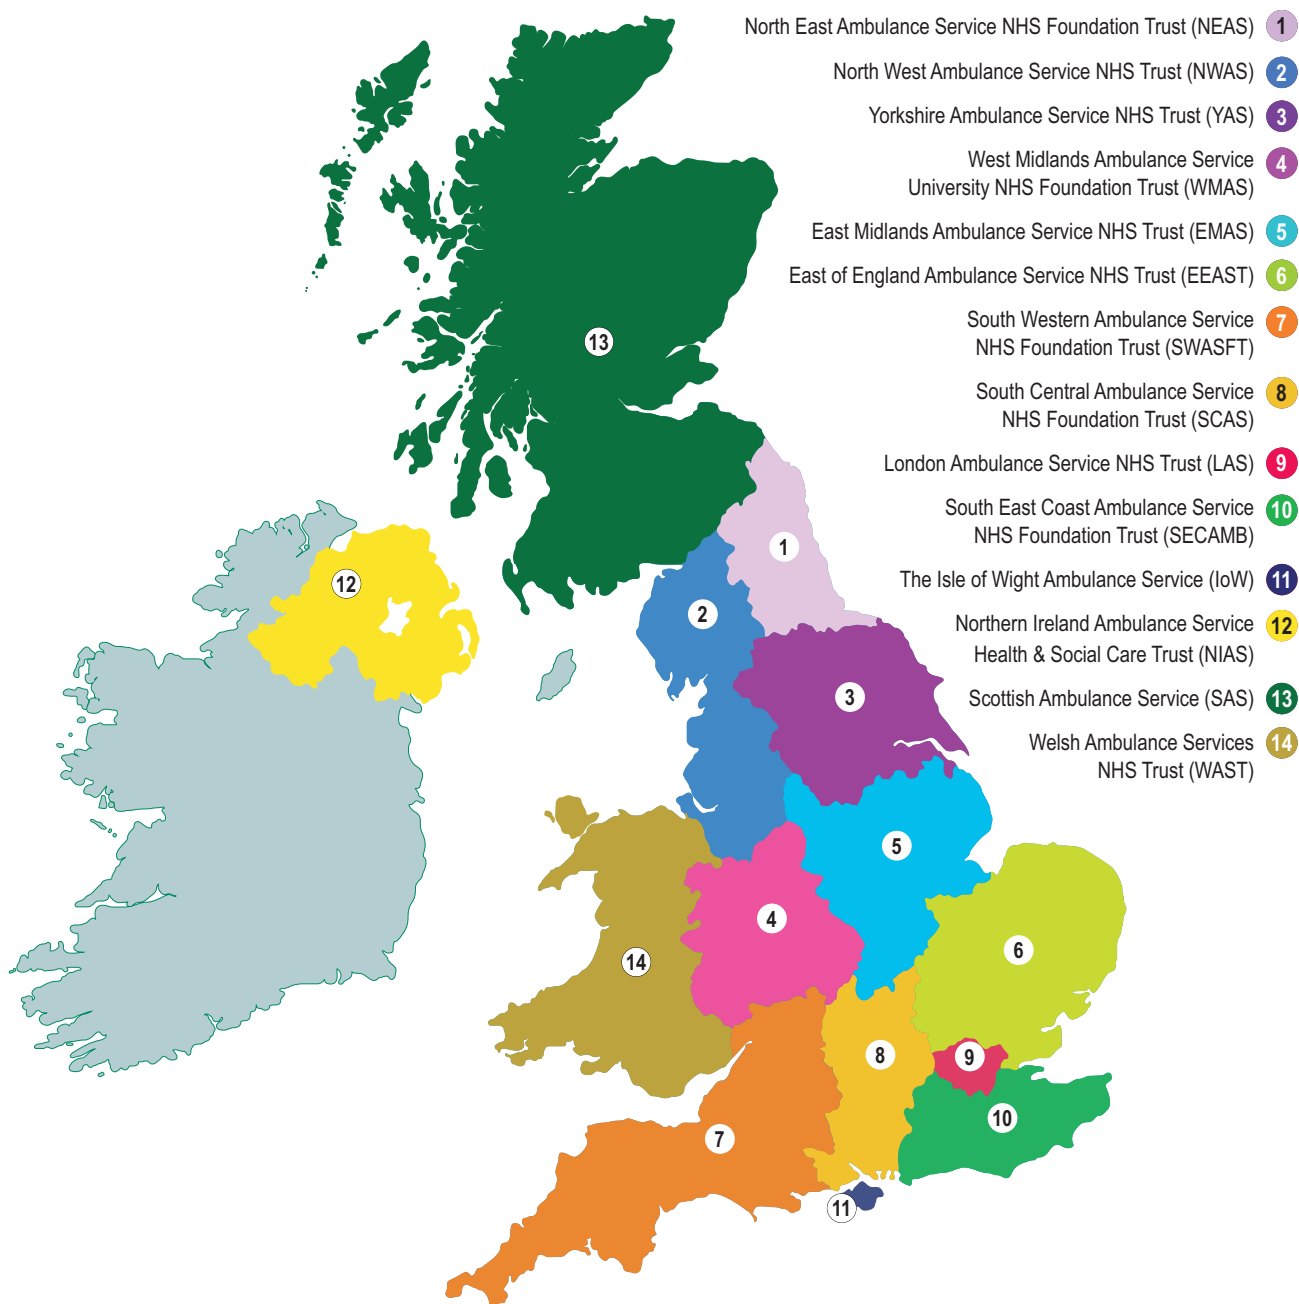 North East Ambulance Service NHS Foundation Trust (NEAS) 1
North West Ambulance Service NHS Trust (NWAS) 2
Yorkshire Ambulance Service NHS Trust (YAS) 3
West Midlands Ambulance Service 4
University NHS Foundation Trust (WMAS)
East Midlands Ambulance Service NHS Trust (EMAS) 5
East of England Ambulance Service NHS Trust (EEAST) 6
South Western Ambulance Service 7
NHS Foundation Trust (SWASFT)
South Central Ambulance Service 8
NHS Foundation Trust (SCAS)
London Ambulance Service NHS Trust (LAS) 9
South East Coast Ambulance Service 10
NHS Foundation Trust (SECAMB)
The Isle of Wight Ambulance Service (IoW) 11
Northern Ireland Ambulance Service 12
Health & Social Care Trust (NIAS)
Scottish Ambulance Service (SAS) 13
Welsh Ambulance Services 14
NHS Trust (WAST)
13
1
12
2
3
5
4
6
14
8
9
10
7
11